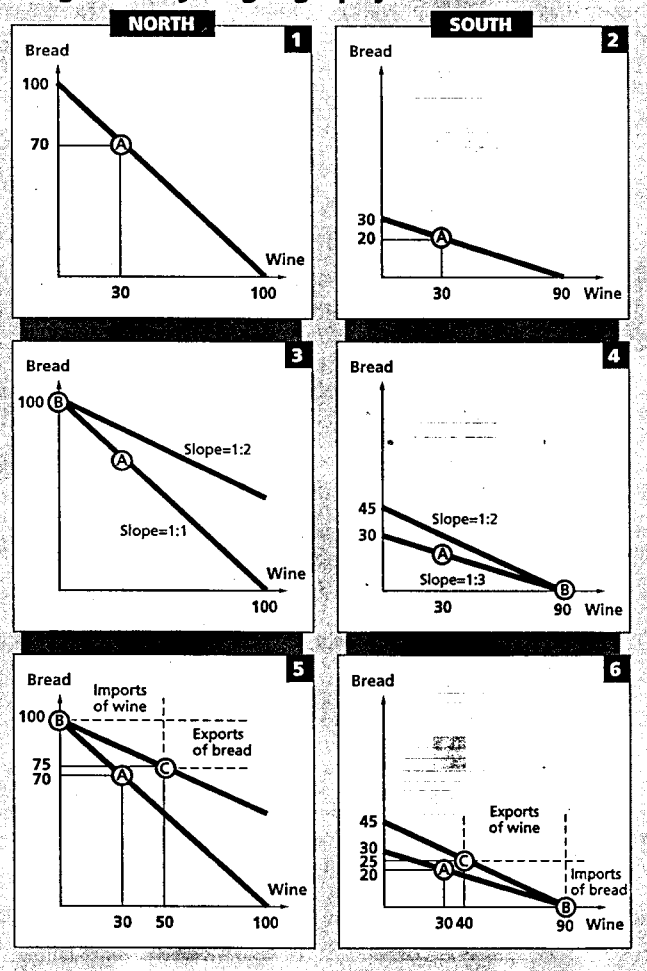 NORTH
1
Bread
100
70
A
Wine
30
100
SOUTH
2
Bread
30
20
A
30
90
Wine
3
Bread
100
B
Slope=1:2
A
Slope=1:1
Wine
100
4
Bread
45
Slope=1:2
30
A
Slope=1:3
B
30
90
Wine
5
Bread
Imports
of wine
100
B
Exports
of bread
75
C
70
A
Wine
30
50
100
6
Bread
Exports
of wine
45
30
25
C
20
A
Imports
of bread
B
30
40
90
Wine